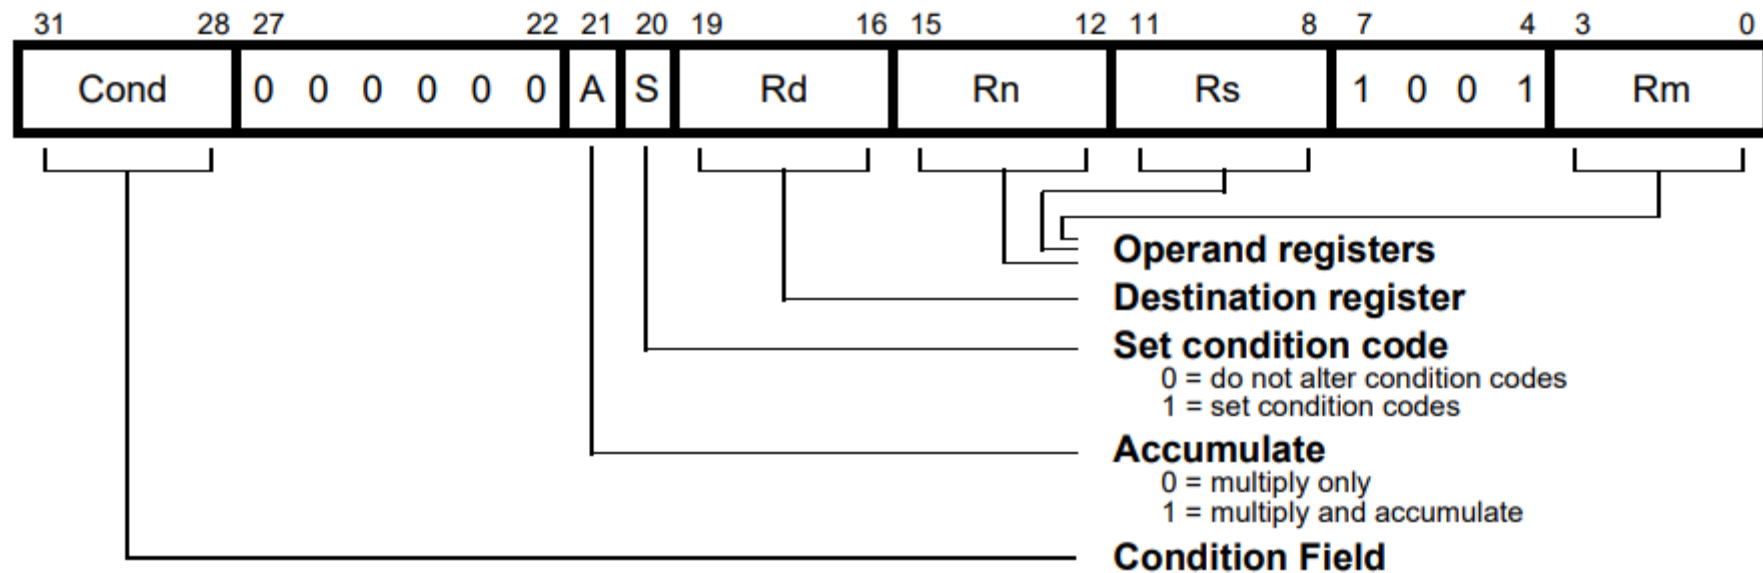 31 28 27 22 21 20 19 16 15 12 11 8 7 4 3 0
Cond 0 0 0 0 0 0 A S Rd Rn Rs 1 0 0 1 Rm
Operand registers
Destination register
Set condition code
0 = do not alter condition codes
1 = set condition codes
Accumulate
0 = multiply only
1 = multiply and accumulate
Condition Field